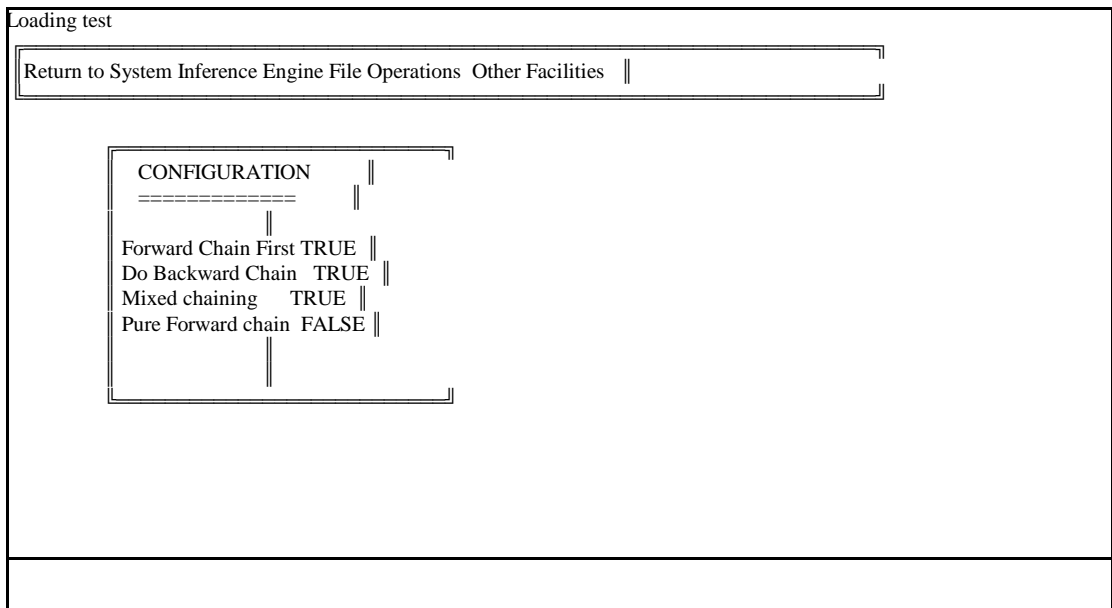 Loading test
Return to System Inference Engine File Operations Other Facilities
CONFIGURATION
=============
Forward Chain First TRUE
Do Backward Chain TRUE
Mixed chaining TRUE
Pure Forward chain FALSE